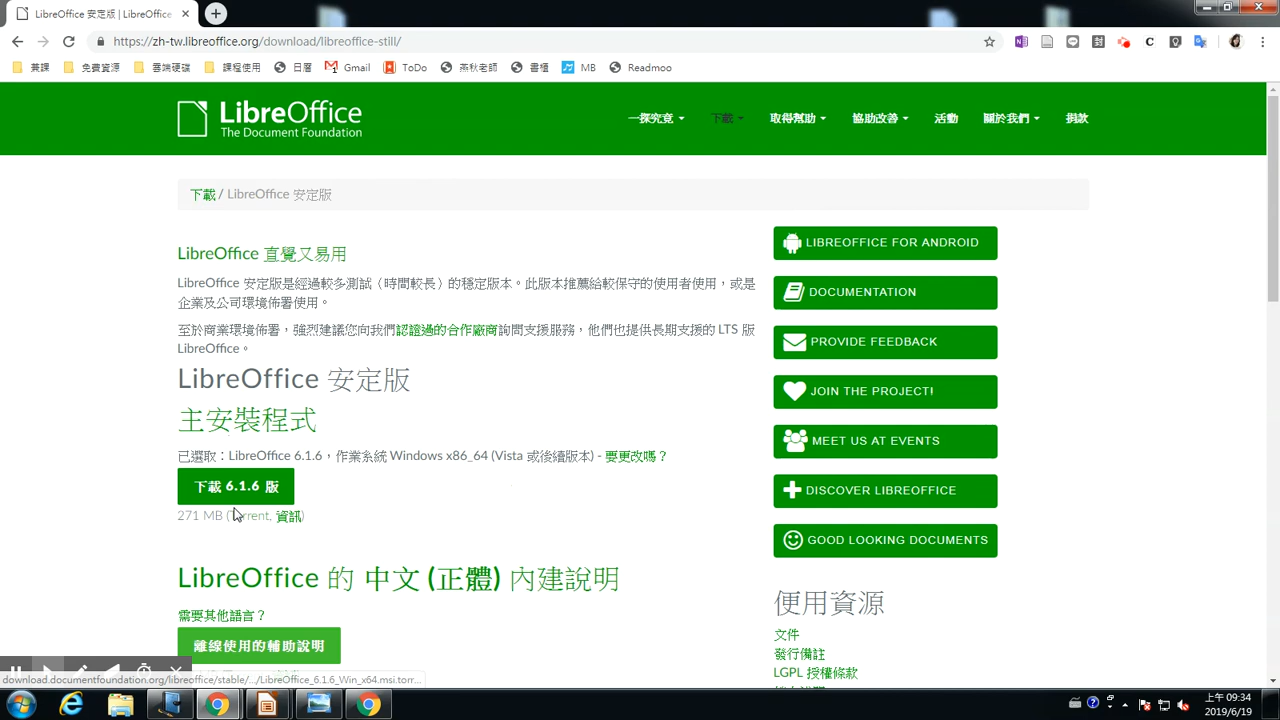 LibreOffice 安定版 | LibreOffice
https://zh-tw.libreoffice.org/download/libreoffice-still/
兼課 免費資源 雲端硬碟 課程使用 日曆 Gmail ToDo 燕秋老師 書櫃 MB Readmoo
LibreOffice
The Document Foundation
一探究竟 下載 取得幫助 協助改善 活動 關於我們 捐款
下載 / LibreOffice 安定版
LibreOffice 直覺又易用
LibreOffice 安定版是經過較多測試（時間較長）的穩定版本。此版本推薦給較保守的使用者使用，或是
企業及公司環境佈署使用。
至於商業環境佈署，強烈建議您向我們認證過的合作廠商詢問支援服務，他們也提供長期支援的 LTS 版
LibreOffice。
LibreOffice 安定版
主安裝程式
已選取：LibreOffice 6.1.6，作業系統 Windows x86_64 (Vista 或後續版本) - 要更改嗎？
下載 6.1.6 版
271 MB (Torrent, 資訊)
LibreOffice 的 中文 (正體) 內建說明
需要其他語言？
離線使用的輔助說明
LIBREOFFICE FOR ANDROID
DOCUMENTATION
PROVIDE FEEDBACK
JOIN THE PROJECT!
MEET US AT EVENTS
DISCOVER LIBREOFFICE
GOOD LOOKING DOCUMENTS
使用資源
文件
發行備註
LGPL 授權條款
download.documentfoundation.org/libreoffice/stable/.../LibreOffice_6.1.6_Win_x64.msi.torr...
上午 09:34
2019/6/19